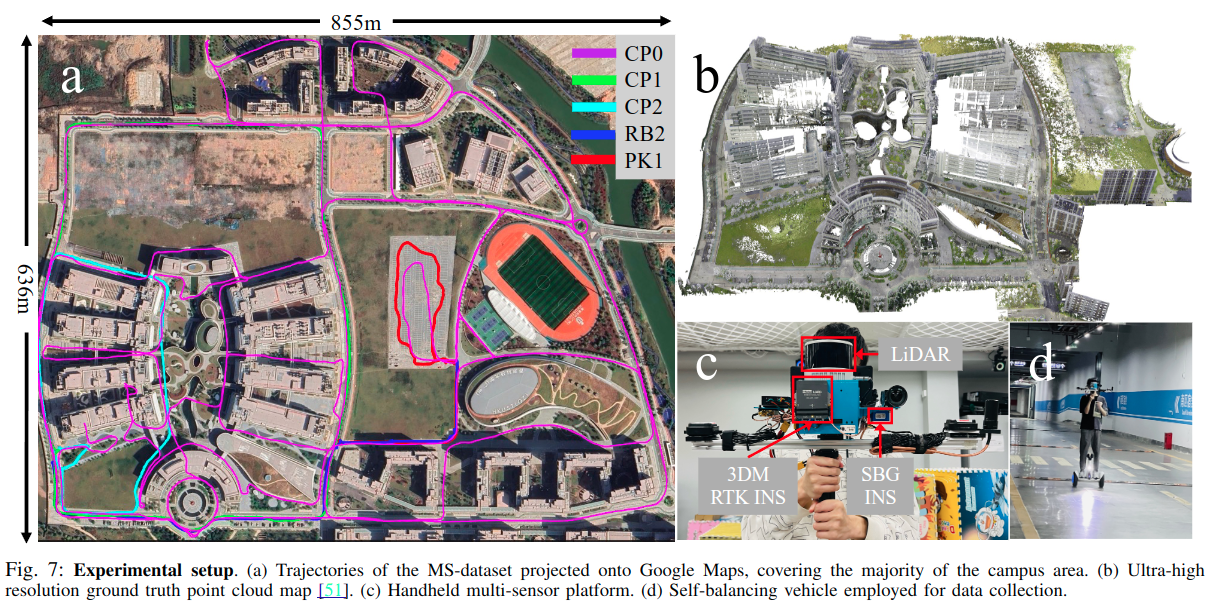 855m
636m
a
CP0
CP1
CP2
RB2
PK1
b
c
LiDAR
3DM
RTK INS
SBG
INS
d
Fig. 7: Experimental setup. (a) Trajectories of the MS-dataset projected onto Google Maps, covering the majority of the campus area. (b) Ultra-high
resolution ground truth point cloud map [51]. (c) Handheld multi-sensor platform. (d) Self-balancing vehicle employed for data collection.